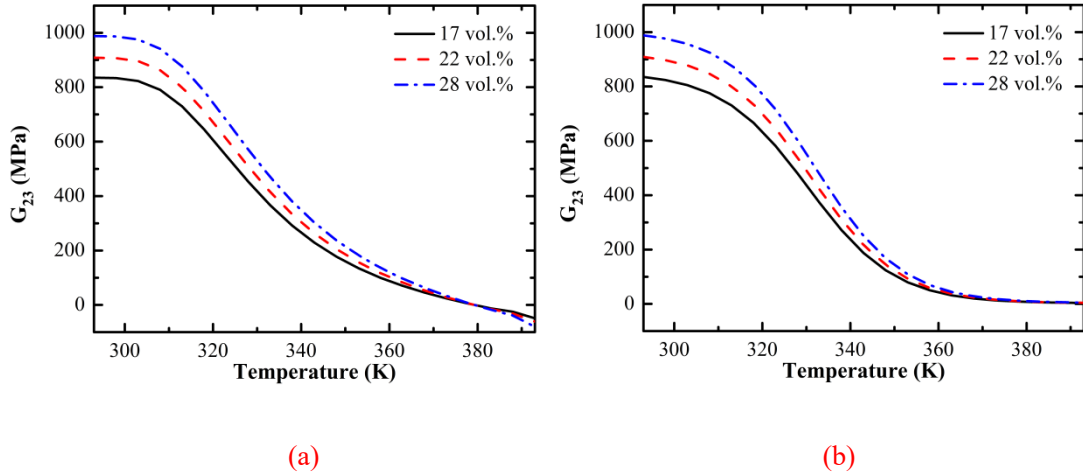 1000
800
600
400
200
0
G23 (MPa)
17 vol.%
22 vol.%
28 vol.%
300
320
340
360
380
Temperature (K)
(a)
1000
800
600
400
200
0
G23 (MPa)
17 vol.%
22 vol.%
28 vol.%
300
320
340
360
380
Temperature (K)
(b)